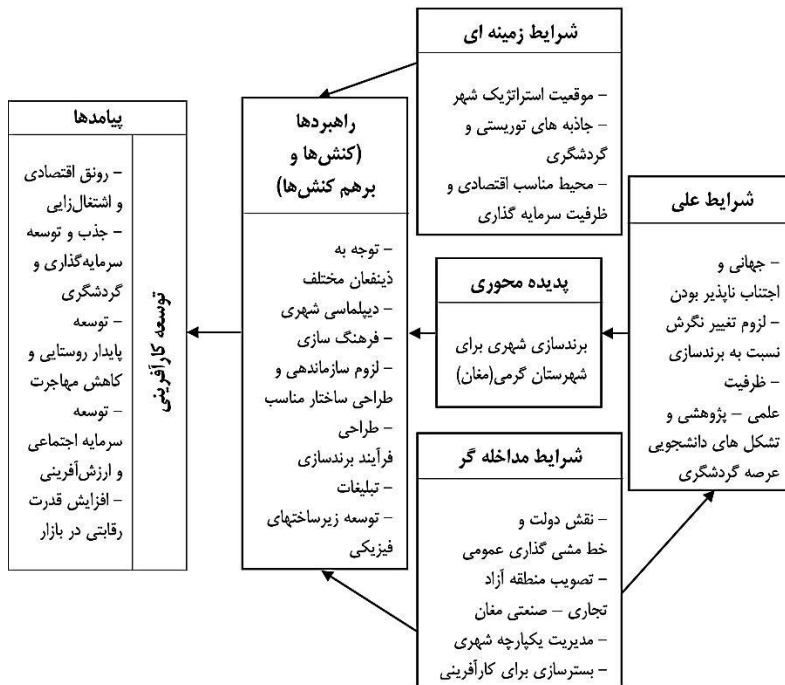 شرایط علی
– جهانی و
اجتناب ناپذیر بودن
– لزوم تغییر نگرش
نسبت به برندسازی
– ظرفیت
علمی – پژوهشی و
تشکل های دانشجویی
عرصه گردشگری
شرایط زمینه ای
– موقعیت استراتژیک شهر
– جاذبه های توریستی و
گردشگری
– محیط مناسب اقتصادی و
ظرفیت سرمایه گذاری
پدیده محوری
برندسازی شهری برای
شهرستان گرمی(مغان)
شرایط مداخله گر
– نقش دولت و
خط مشی گذاری عمومی
– تصویب منطقه آزاد
تجاری – صنعتی مغان
– مدیریت یکپارچه شهری
– بسترسازی برای کارآفرینی
راهبردها
(کنش‌ها و
برهم کنش‌ها)
– توجه به
ذینفعان مختلف
– دیپلماسی شهری
– فرهنگ سازی
– لزوم سازماندهی و
طراحی ساختار مناسب
– طراحی
فرآیند برندسازی
– تبلیغات
– توسعه زیرساختهای
فیزیکی
پیامدها
توسعه کارآفرینی
– رونق اقتصادی
و اشتغال‌زایی
– جذب و توسعه
سرمایه‌گذاری و
گردشگری
– توسعه
پایدار روستایی و
کاهش مهاجرت
– توسعه
سرمایه اجتماعی
و ارزش‌آفرینی
– افزایش قدرت
رقابتی در بازار